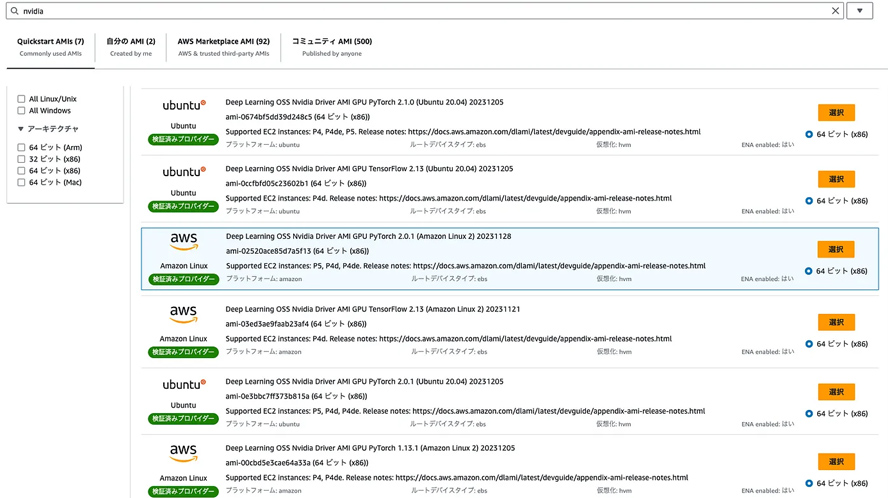 nvidia
Quickstart AMIs (7)
Commonly used AMIs
自分の AMI (2)
Created by me
AWS Marketplace AMI (92)
AWS & trusted third-party AMIs
コミュニティ AMI (500)
Published by anyone
All Linux/Unix
All Windows
アーキテクチャ
64 ビット (Arm)
32 ビット (x86)
64 ビット (x86)
64 ビット (Mac)
ubuntu
Ubuntu
検証済みプロバイダー
Deep Learning OSS Nvidia Driver AMI GPU PyTorch 2.1.0 (Ubuntu 20.04) 20231205
ami-0674bf5dd39d248c5 (64 ビット (x86))
Supported EC2 instances: P4, P4de, P5. Release notes: https://docs.aws.amazon.com/dlami/latest/devguide/appendix-ami-release-notes.html
プラットフォーム: ubuntu ルートデバイスタイプ: ebs 仮想化: hvm ENA enabled: はい
選択
64 ビット (x86)
ubuntu
Ubuntu
検証済みプロバイダー
Deep Learning OSS Nvidia Driver AMI GPU TensorFlow 2.13 (Ubuntu 20.04) 20231205
ami-0ccfbfd05c23602b1 (64 ビット (x86))
Supported EC2 instances: P4d. Release notes: https://docs.aws.amazon.com/dlami/latest/devguide/appendix-ami-release-notes.html
プラットフォーム: ubuntu ルートデバイスタイプ: ebs 仮想化: hvm ENA enabled: はい
選択
64 ビット (x86)
aws
Amazon Linux
検証済みプロバイダー
Deep Learning OSS Nvidia Driver AMI GPU PyTorch 2.0.1 (Amazon Linux 2) 20231128
ami-02520ace85d7a5f13 (64 ビット (x86))
Supported EC2 instances: P5, P4d, P4de. Release notes: https://docs.aws.amazon.com/dlami/latest/devguide/appendix-ami-release-notes.html
プラットフォーム: amazon ルートデバイスタイプ: ebs 仮想化: hvm ENA enabled: はい
選択
64 ビット (x86)
aws
Amazon Linux
検証済みプロバイダー
Deep Learning OSS Nvidia Driver AMI GPU TensorFlow 2.13 (Amazon Linux 2) 20231121
ami-03ed3ae9faab23af4 (64 ビット (x86))
Supported EC2 instances: P4d. Release notes: https://docs.aws.amazon.com/dlami/latest/devguide/appendix-ami-release-notes.html
プラットフォーム: amazon ルートデバイスタイプ: ebs 仮想化: hvm ENA enabled: はい
選択
64 ビット (x86)
ubuntu
Ubuntu
検証済みプロバイダー
Deep Learning OSS Nvidia Driver AMI GPU PyTorch 2.0.1 (Ubuntu 20.04) 20231205
ami-0e3bbc7ff373b815a (64 ビット (x86))
Supported EC2 instances: P5, P4d, P4de. Release notes: https://docs.aws.amazon.com/dlami/latest/devguide/appendix-ami-release-notes.html
プラットフォーム: ubuntu ルートデバイスタイプ: ebs 仮想化: hvm ENA enabled: はい
選択
64 ビット (x86)
aws
Amazon Linux
検証済みプロバイダー
Deep Learning OSS Nvidia Driver AMI GPU PyTorch 1.13.1 (Amazon Linux 2) 20231205
ami-00cbd5e3cae64a33a (64 ビット (x86))
Supported EC2 instances: P4d, P4de. Release notes: https://docs.aws.amazon.com/dlami/latest/devguide/appendix-ami-release-notes.html
プラットフォーム: amazon ルートデバイスタイプ: ebs 仮想化: hvm ENA enabled: はい
選択
64 ビット (x86)